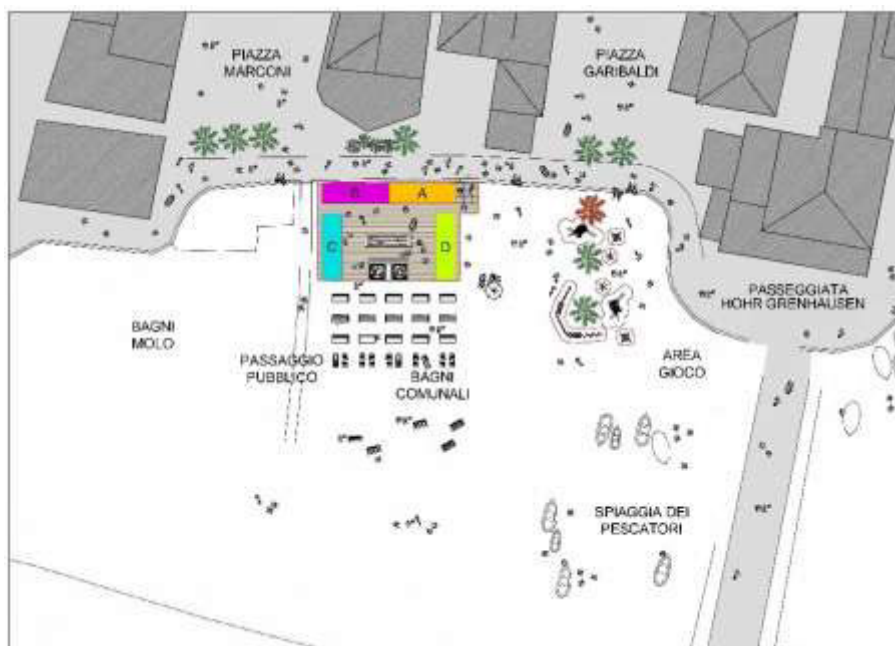 PIAZZA
MARCONI
PIAZZA
GARIBALDI
B
A
C
D
PASSEGGIATA
HOHR GRENHAUSEN
BAGNI
MOLO
PASSAGGIO
PUBBLICO
BAGNI
COMUNALI
AREA
GIOCO
SPIAGGIA DEI
PESCATORI